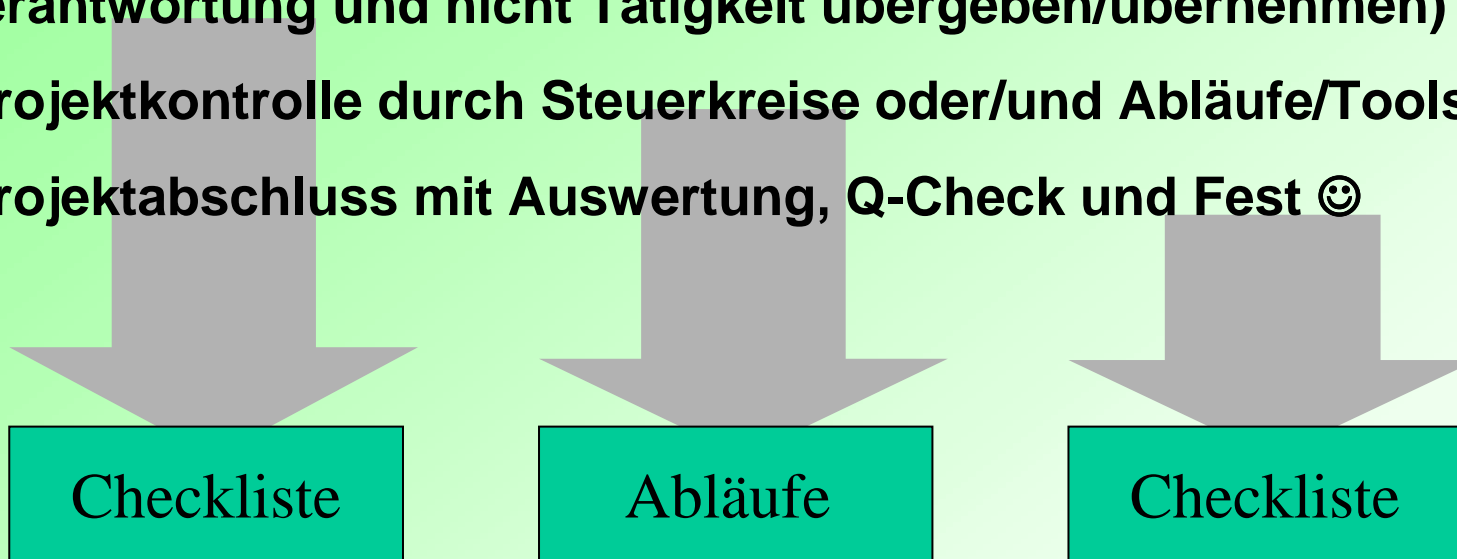 erantwortung und nicht Tätigkeit übergeben/übernehmen)
rojektkontrolle durch Steuerkreise oder/und Abläufe/Tools
rojektabschluss mit Auswertung, Q-Check und Fest ☺
Checkliste Abläufe Checkliste